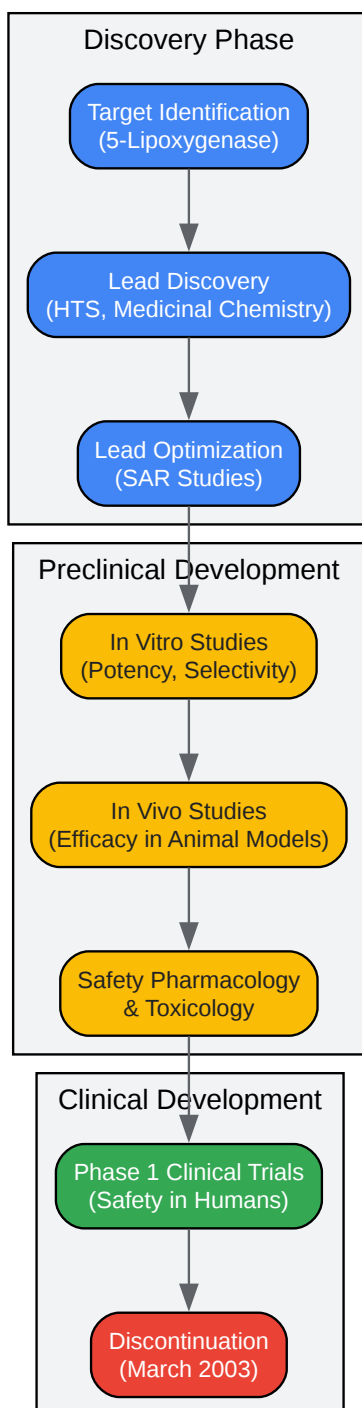 Discovery Phase
Target Identification
(5-Lipoxygenase)
Lead Discovery
(HTS, Medicinal Chemistry)
Lead Optimization
(SAR Studies)
Preclinical Development
In Vitro Studies
(Potency, Selectivity)
In Vivo Studies
(Efficacy in Animal Models)
Safety Pharmacology
& Toxicology
Clinical Development
Phase 1 Clinical Trials
(Safety in Humans)
Discontinuation
(March 2003)